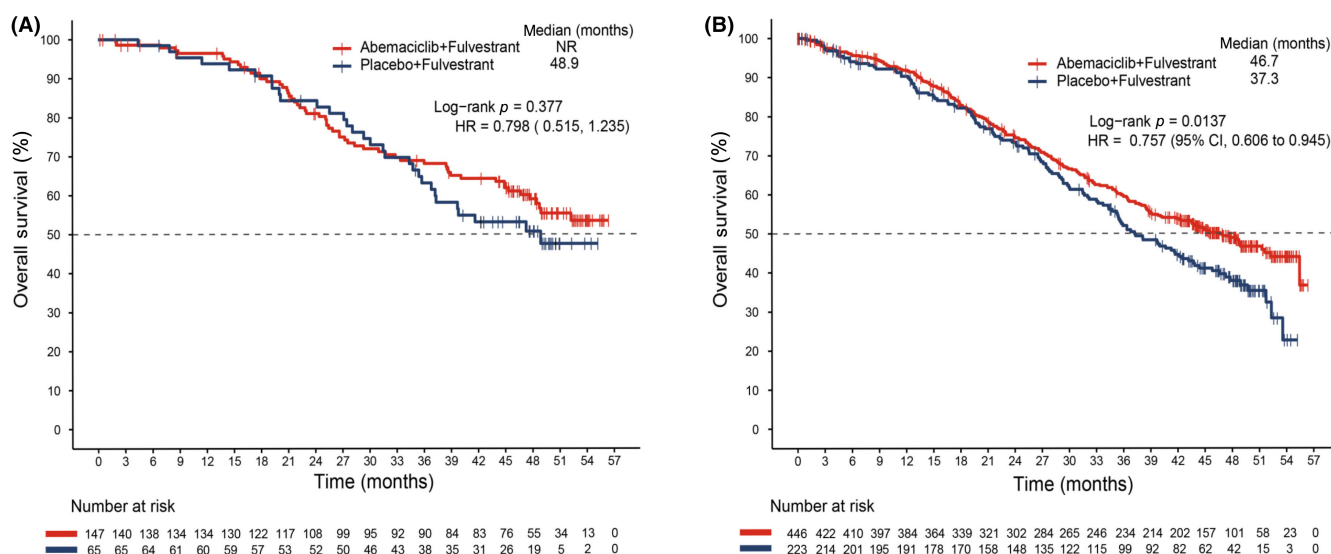 (A)
Median (months)
Abemaciclib+Fulvestrant NR
Placebo+Fulvestrant 48.9
Log-rank p = 0.377
HR = 0.798 ( 0.515, 1.235)
Overall survival (%)
100
90
80
70
60
50
40
30
20
10
0
0 3 6 9 12 15 18 21 24 27 30 33 36 39 42 45 48 51 54 57
Time (months)
Number at risk
147 140 138 134 134 130 122 117 108 99 95 92 90 84 83 76 55 34 13 0
65 65 64 61 60 59 57 53 52 50 46 43 38 35 31 26 19 5 2 0
(B)
Median (months)
Abemaciclib+Fulvestrant 46.7
Placebo+Fulvestrant 37.3
Log-rank p = 0.0137
HR = 0.757 (95% CI, 0.606 to 0.945)
Overall survival (%)
100
90
80
70
60
50
40
30
20
10
0
0 3 6 9 12 15 18 21 24 27 30 33 36 39 42 45 48 51 54 57
Time (months)
Number at risk
446 422 410 397 384 364 339 321 302 284 265 246 234 214 202 157 101 58 23 0
223 214 201 195 191 178 170 158 148 135 122 115 99 92 82 62 42 15 3 0